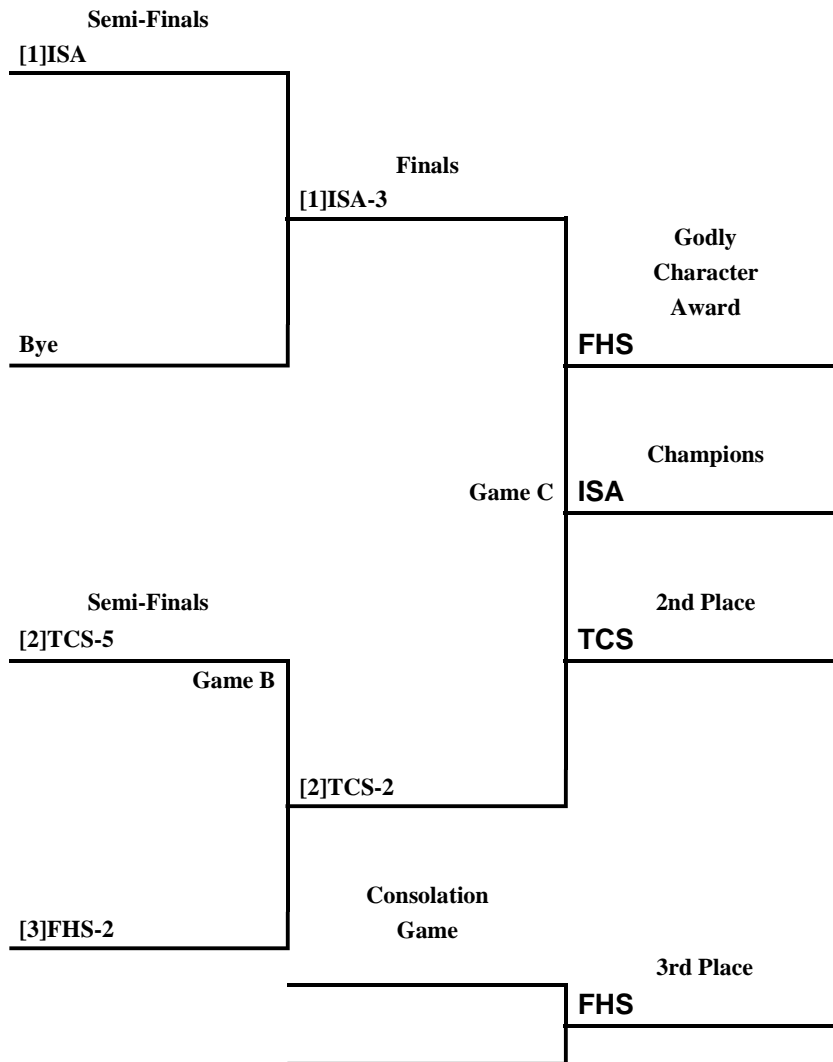 Semi-Finals
[1]ISA
Finals
[1]ISA-3
Godly
Character
Award
Bye
FHS
Champions
Game C
ISA
Semi-Finals
2nd Place
[2]TCS-5
TCS
Game B
[2]TCS-2
Consolation
Game
[3]FHS-2
3rd Place
FHS